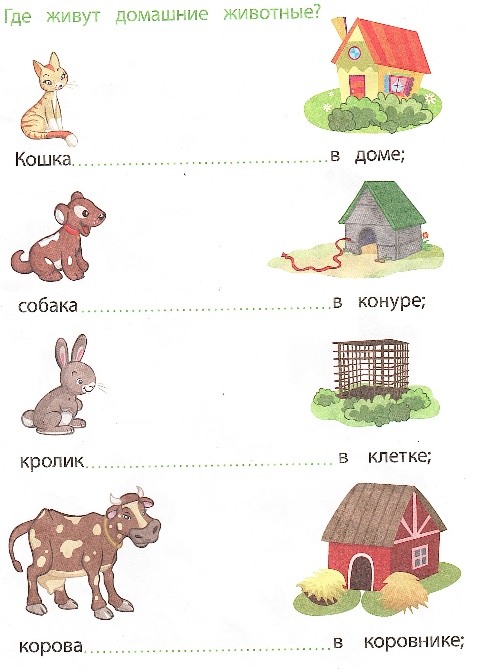 Где живут домашние животные?
Кошка................................................в доме;
собака................................................в конуре;
кролик................................................в клетке;
корова................................................в коровнике;